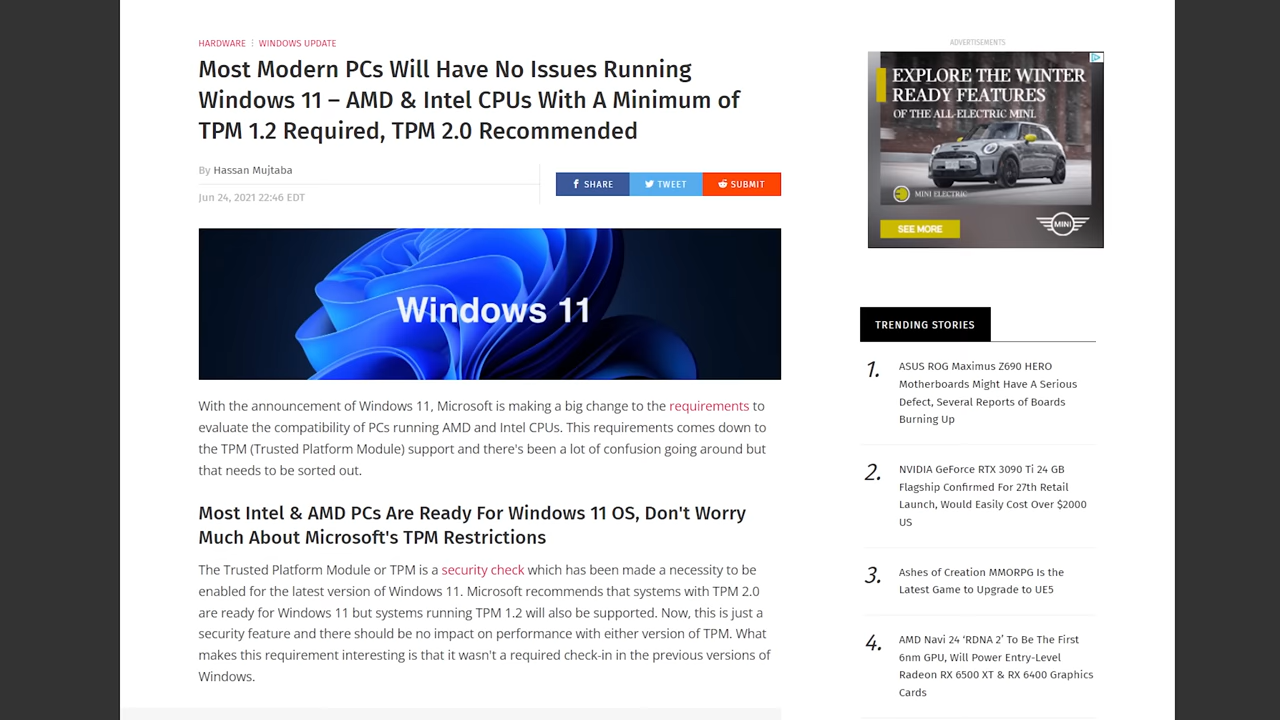 HARDWARE ⋮ WINDOWS UPDATE
Most Modern PCs Will Have No Issues Running
Windows 11 – AMD & Intel CPUs With A Minimum of
TPM 1.2 Required, TPM 2.0 Recommended
By Hassan Mujtaba
Jun 24, 2021 22:46 EDT
SHARE
TWEET
SUBMIT
Windows 11
With the announcement of Windows 11, Microsoft is making a big change to the requirements to
evaluate the compatibility of PCs running AMD and Intel CPUs. This requirements comes down to
the TPM (Trusted Platform Module) support and there's been a lot of confusion going around but
that needs to be sorted out.
Most Intel & AMD PCs Are Ready For Windows 11 OS, Don't Worry
Much About Microsoft's TPM Restrictions
The Trusted Platform Module or TPM is a security check which has been made a necessity to be
enabled for the latest version of Windows 11. Microsoft recommends that systems with TPM 2.0
are ready for Windows 11 but systems running TPM 1.2 will also be supported. Now, this is just a
security feature and there should be no impact on performance with either version of TPM. What
makes this requirement interesting is that it wasn't a required check-in in the previous versions of
Windows.
ADVERTISEMENTS
EXPLORE THE WINTER
READY FEATURES
OF THE ALL-ELECTRIC MINI.
MINI ELECTRIC
SEE MORE
MINI
TRENDING STORIES
1.
ASUS ROG Maximus Z690 HERO
Motherboards Might Have A Serious
Defect, Several Reports of Boards
Burning Up
2.
NVIDIA GeForce RTX 3090 Ti 24 GB
Flagship Confirmed For 27th Retail
Launch, Would Easily Cost Over $2000
US
3.
Ashes of Creation MMORPG Is the
Latest Game to Upgrade to UE5
4.
AMD Navi 24 ‘RDNA 2’ To Be The First
6nm GPU, Will Power Entry-Level
Radeon RX 6500 XT & RX 6400 Graphics
Cards